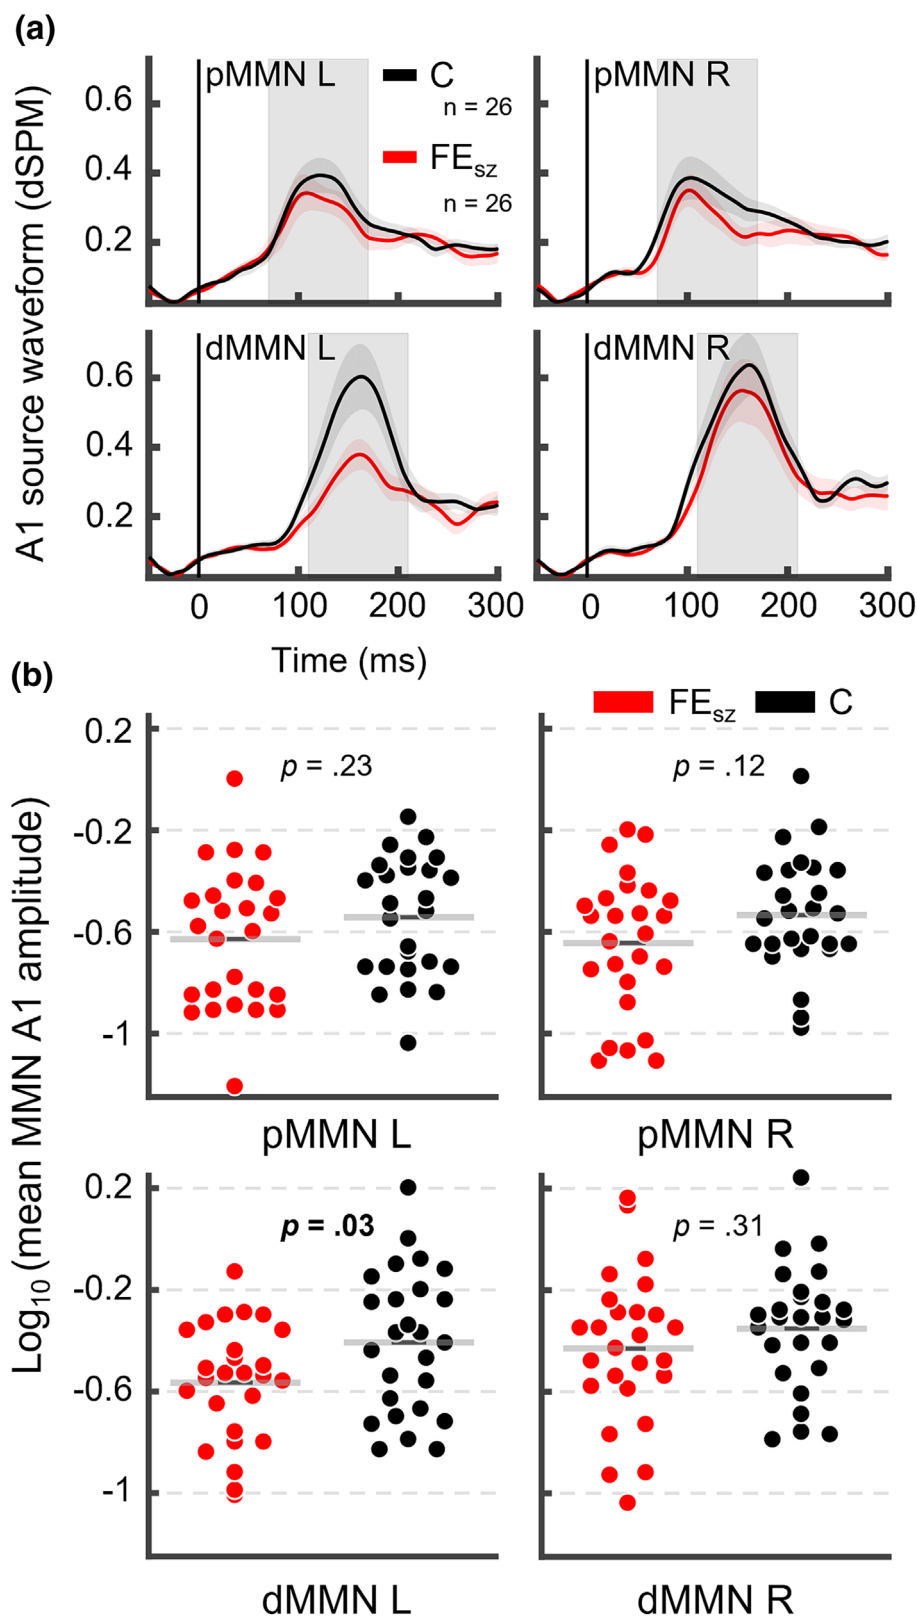 (a)
A1 source waveform (dSPM)
pMMN L
C
n = 26
FEsz
n = 26
pMMN R
0.6
0.4
0.2
dMMN L
dMMN R
0.6
0.4
0.2
0 100 200 300
0 100 200 300
Time (ms)
(b)
Log10(mean MMN A1 amplitude)
FEsz C
0.2
-0.2
-0.6
-1
p = .23
p = .12
pMMN L
pMMN R
0.2
-0.2
-0.6
-1
p = .03
p = .31
dMMN L
dMMN R